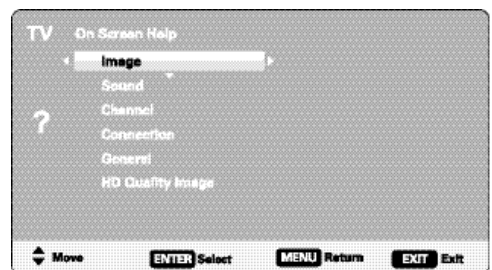 TV On Screen Help
Image
Sound
Channel
?
Connection
General
HD Quality Image
Move ENTER Select MENU Return EXIT Exit